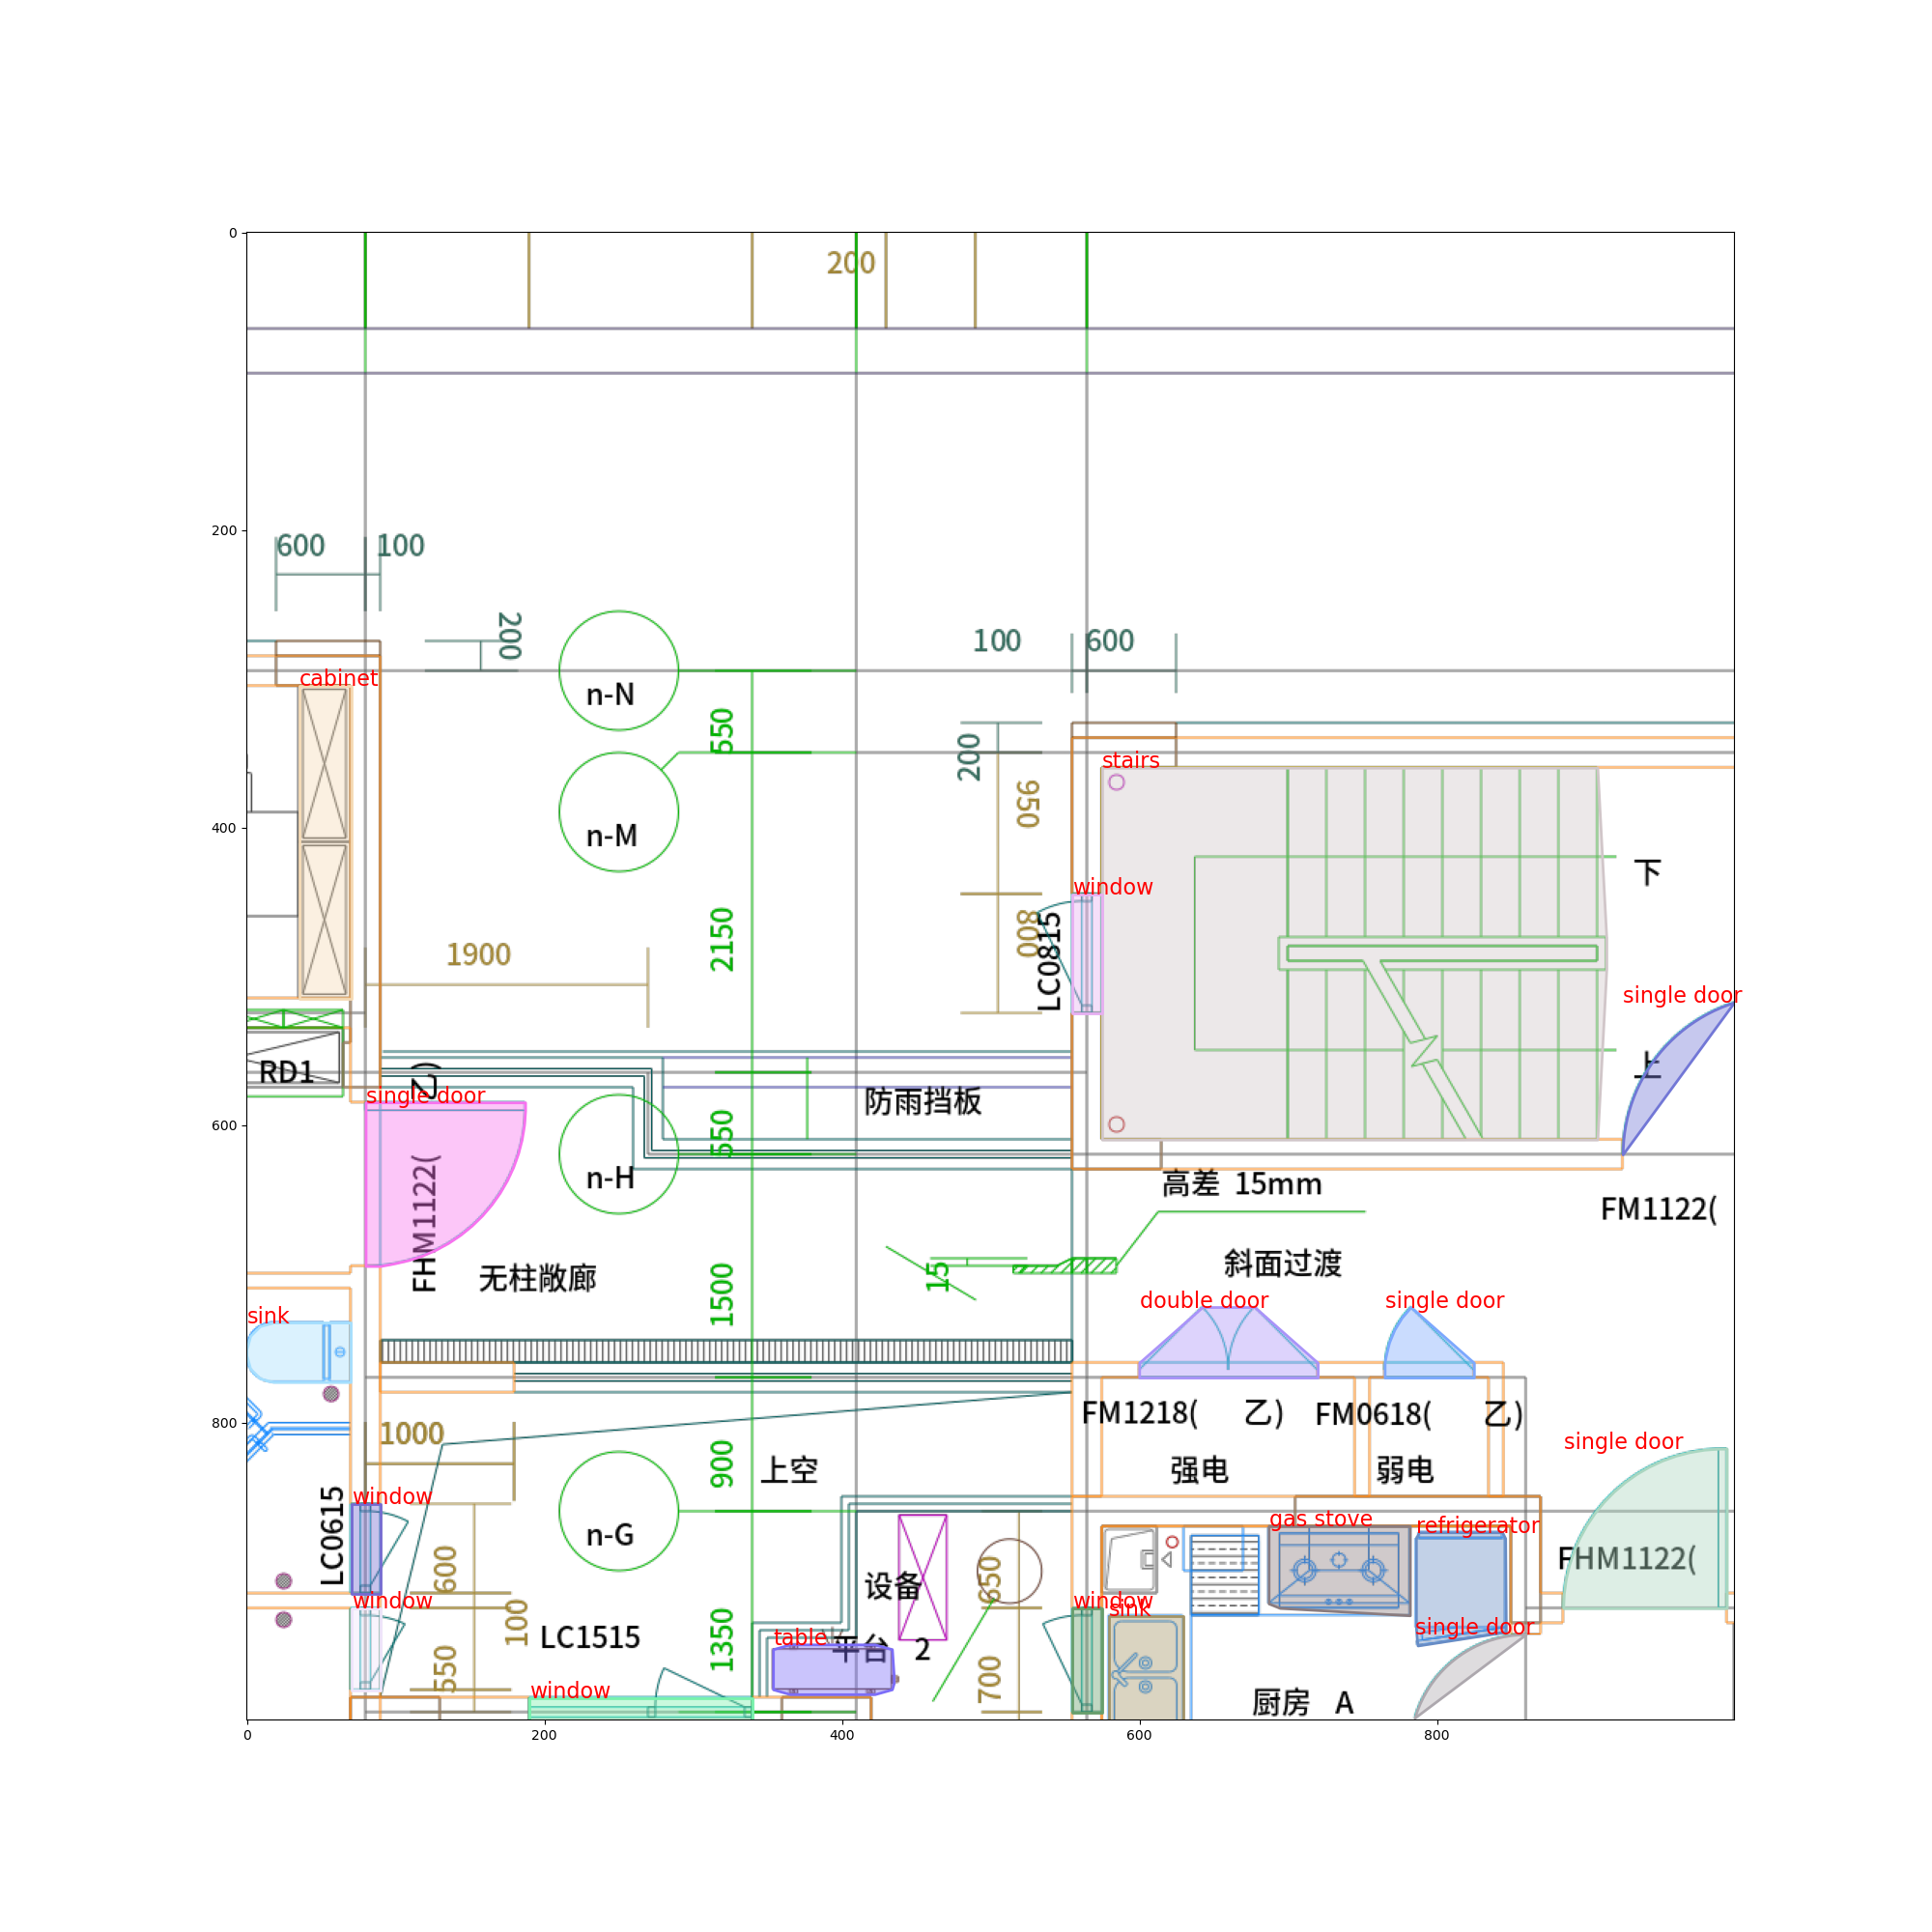 0
200
600
100
200
100
600
200
cabinet
n-N
550
200
stairs
950
n-M
400
下
window
800
LC0815
2150
1900
single door
RD1
(2
上
single door
防雨挡板
600
550
n-H
FHM1122(
高差 15mm
FM1122(
无柱敞廊
斜面过渡
15
1500
sink
double door
single door
800
1000
FM1218( 乙)
FM0618( 乙)
上空
900
强电
弱电
single door
LC0615
window
n-G
gas stove
refrigerator
FHM1122(
600
设备
650
window
window
sink
100
LC1515
1350
table
平台 2
single door
550
700
window
厨房 A
0
200
400
600
800